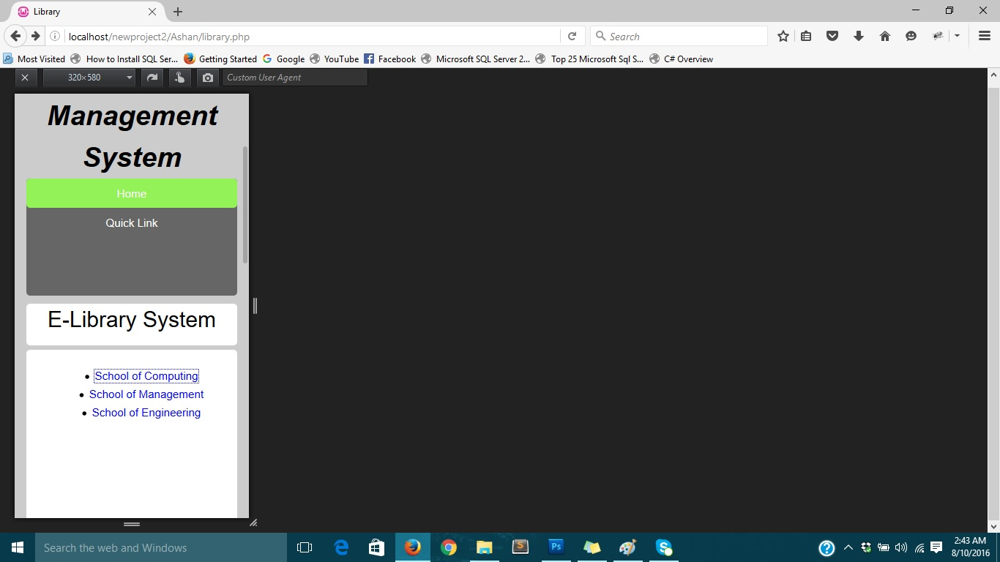 Library
localhost/newproject2/Ashan/library.php
Search
Most Visited
How to Install SQL Ser...
Getting Started
Google
YouTube
Facebook
Microsoft SQL Server 2...
Top 25 Microsoft Sql S...
C# Overview
320×580
Custom User Agent
Management
System
Home
Quick Link
E-Library System
School of Computing
School of Management
School of Engineering
Search the web and Windows
2:43 AM
8/10/2016